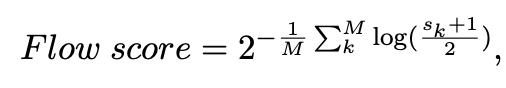 Flow score = 2^{-\frac{1}{M} \sum_{k}^{M} \log(\frac{s_k+1}{2})},